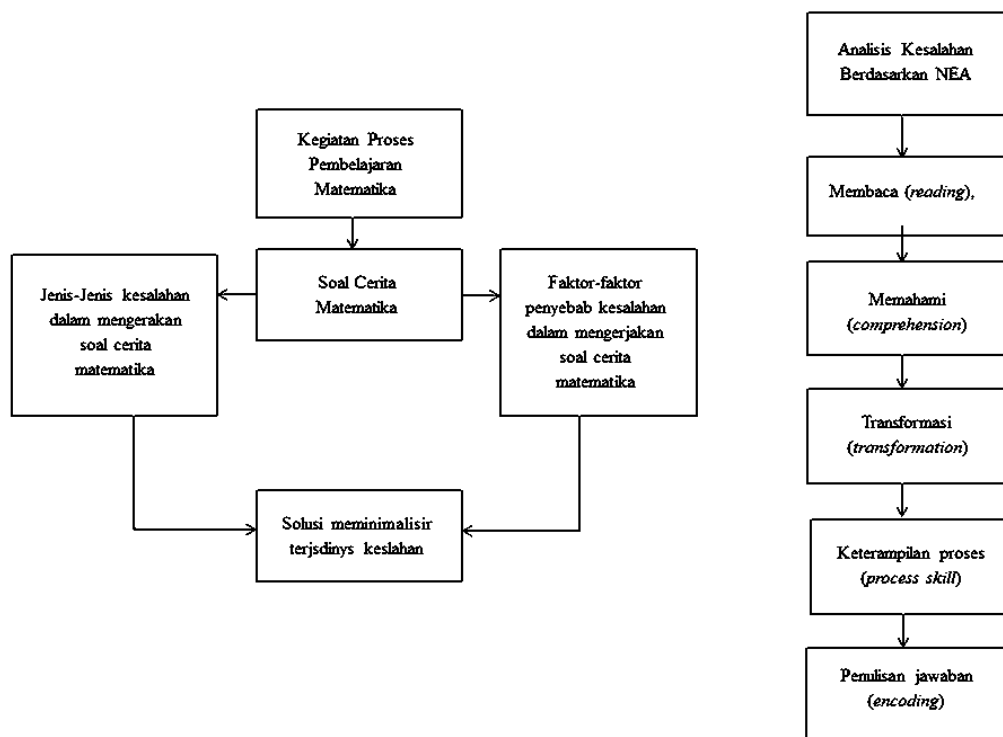 Kegiatan Proses
Pembelajaran
Matematika
Soal Cerita
Matematika
Jenis-Jenis kesalahan
dalam mengerakan
soal cerita
matematika
Faktor-faktor
penyebab kesalahan
dalam mengerjakan
soal cerita
matematika
Solusi meminimalisir
terjsdinys keslahan
Analisis Kesalahan
Berdasarkan NEA
Membaca (reading),
Memahami
(comprehension)
Transformasi
(transformation)
Keterampilan proses
(process skill)
Penulisan jawaban
(encoding)